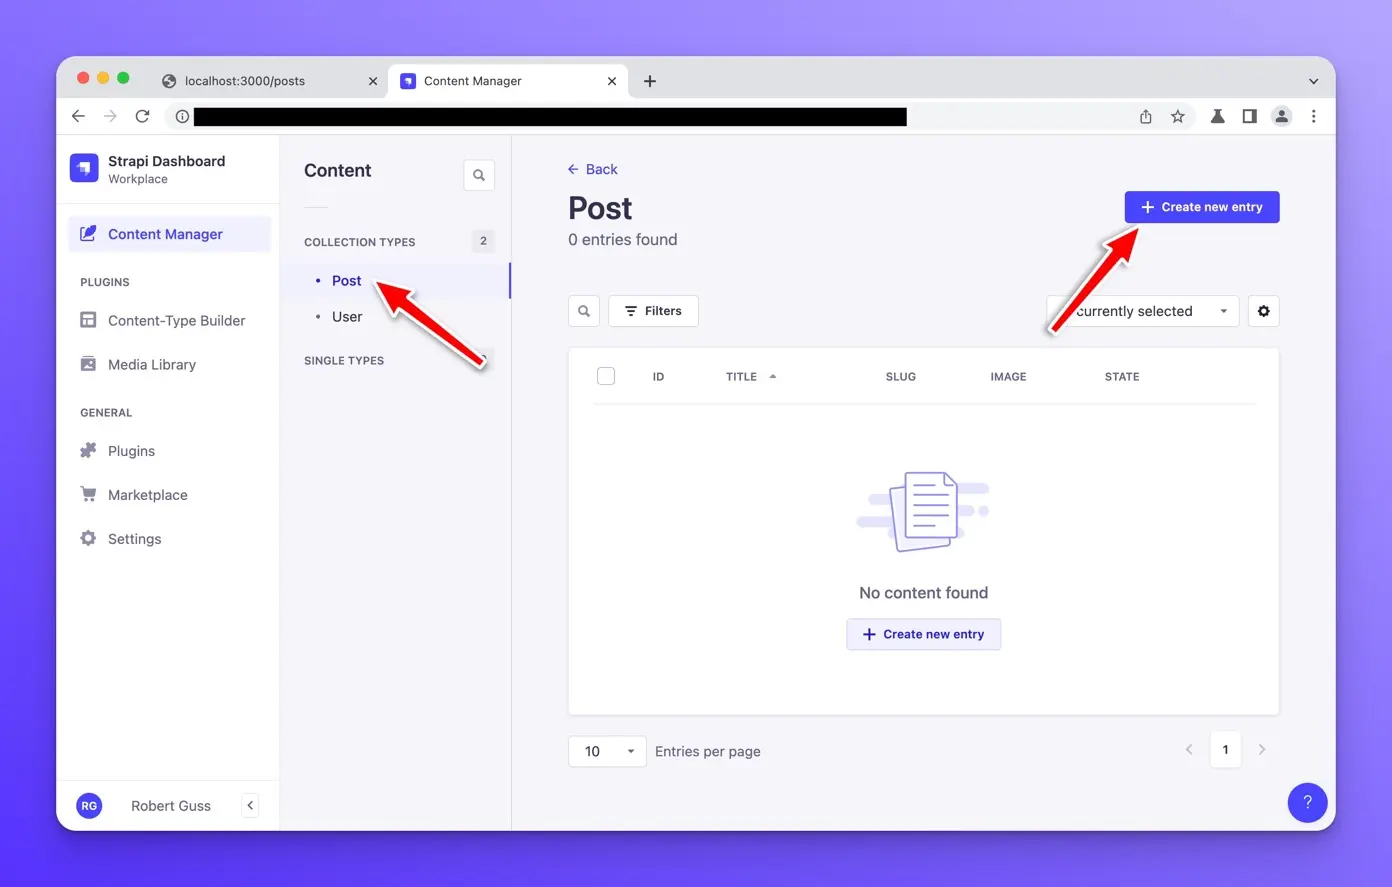 localhost:3000/posts
Content Manager
Strapi Dashboard
Workplace
Content Manager
PLUGINS
Content-Type Builder
Media Library
GENERAL
Plugins
Marketplace
Settings
RG Robert Guss
Content
COLLECTION TYPES 2
Post
User
SINGLE TYPES
Back
Post
0 entries found
Create new entry
Filters
currently selected
ID TITLE SLUG IMAGE STATE
No content found
Create new entry
10 Entries per page
1
?